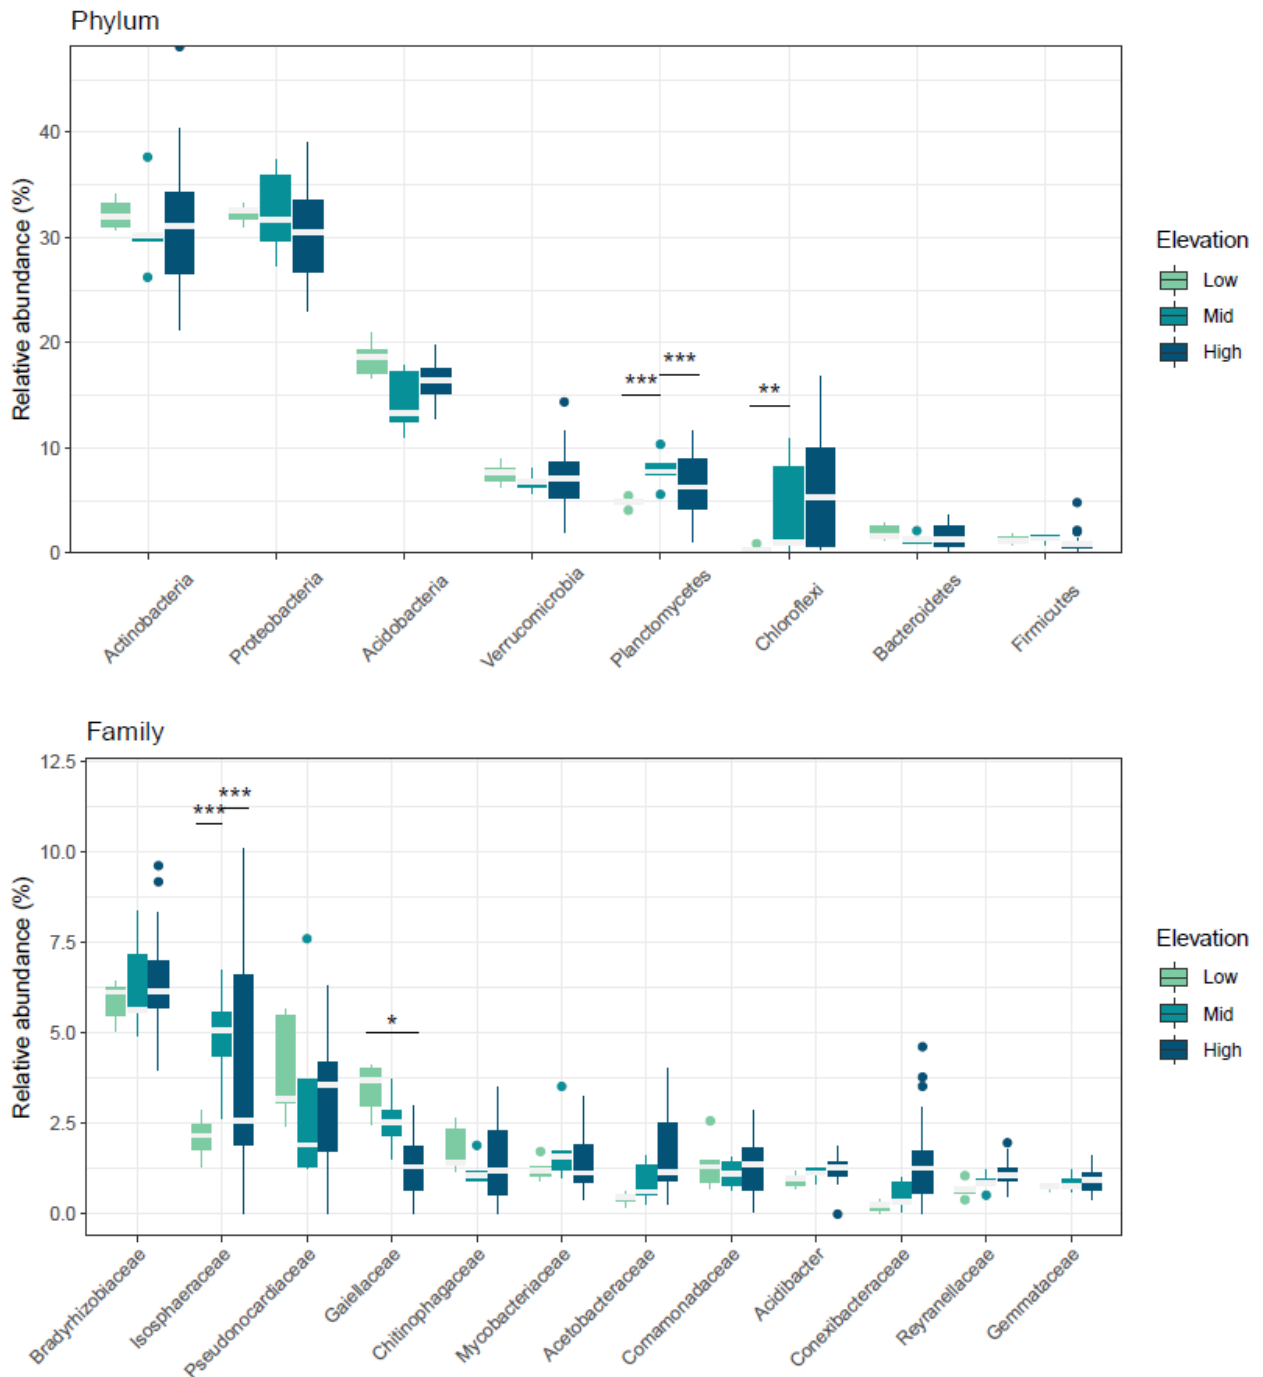 Phylum
Relative abundance (%)
40
30
20
10
0
***
***
**
Actinobacteria
Proteobacteria
Acidobacteria
Verrucomicrobia
Planctomycetes
Chloroflexi
Bacteroidetes
Firmicutes
Elevation
Low
Mid
High
Family
Relative abundance (%)
12.5
10.0
7.5
5.0
2.5
0.0
***
***
*
Bradyrhizobiaceae
Isosphaeraceae
Pseudonocardiaceae
Gaiellaceae
Chitinophagaceae
Mycobacteriaceae
Acetobacteraceae
Comamonadaceae
Acidibacter
Conexibacteraceae
Reyranellaceae
Gemmataceae
Elevation
Low
Mid
High